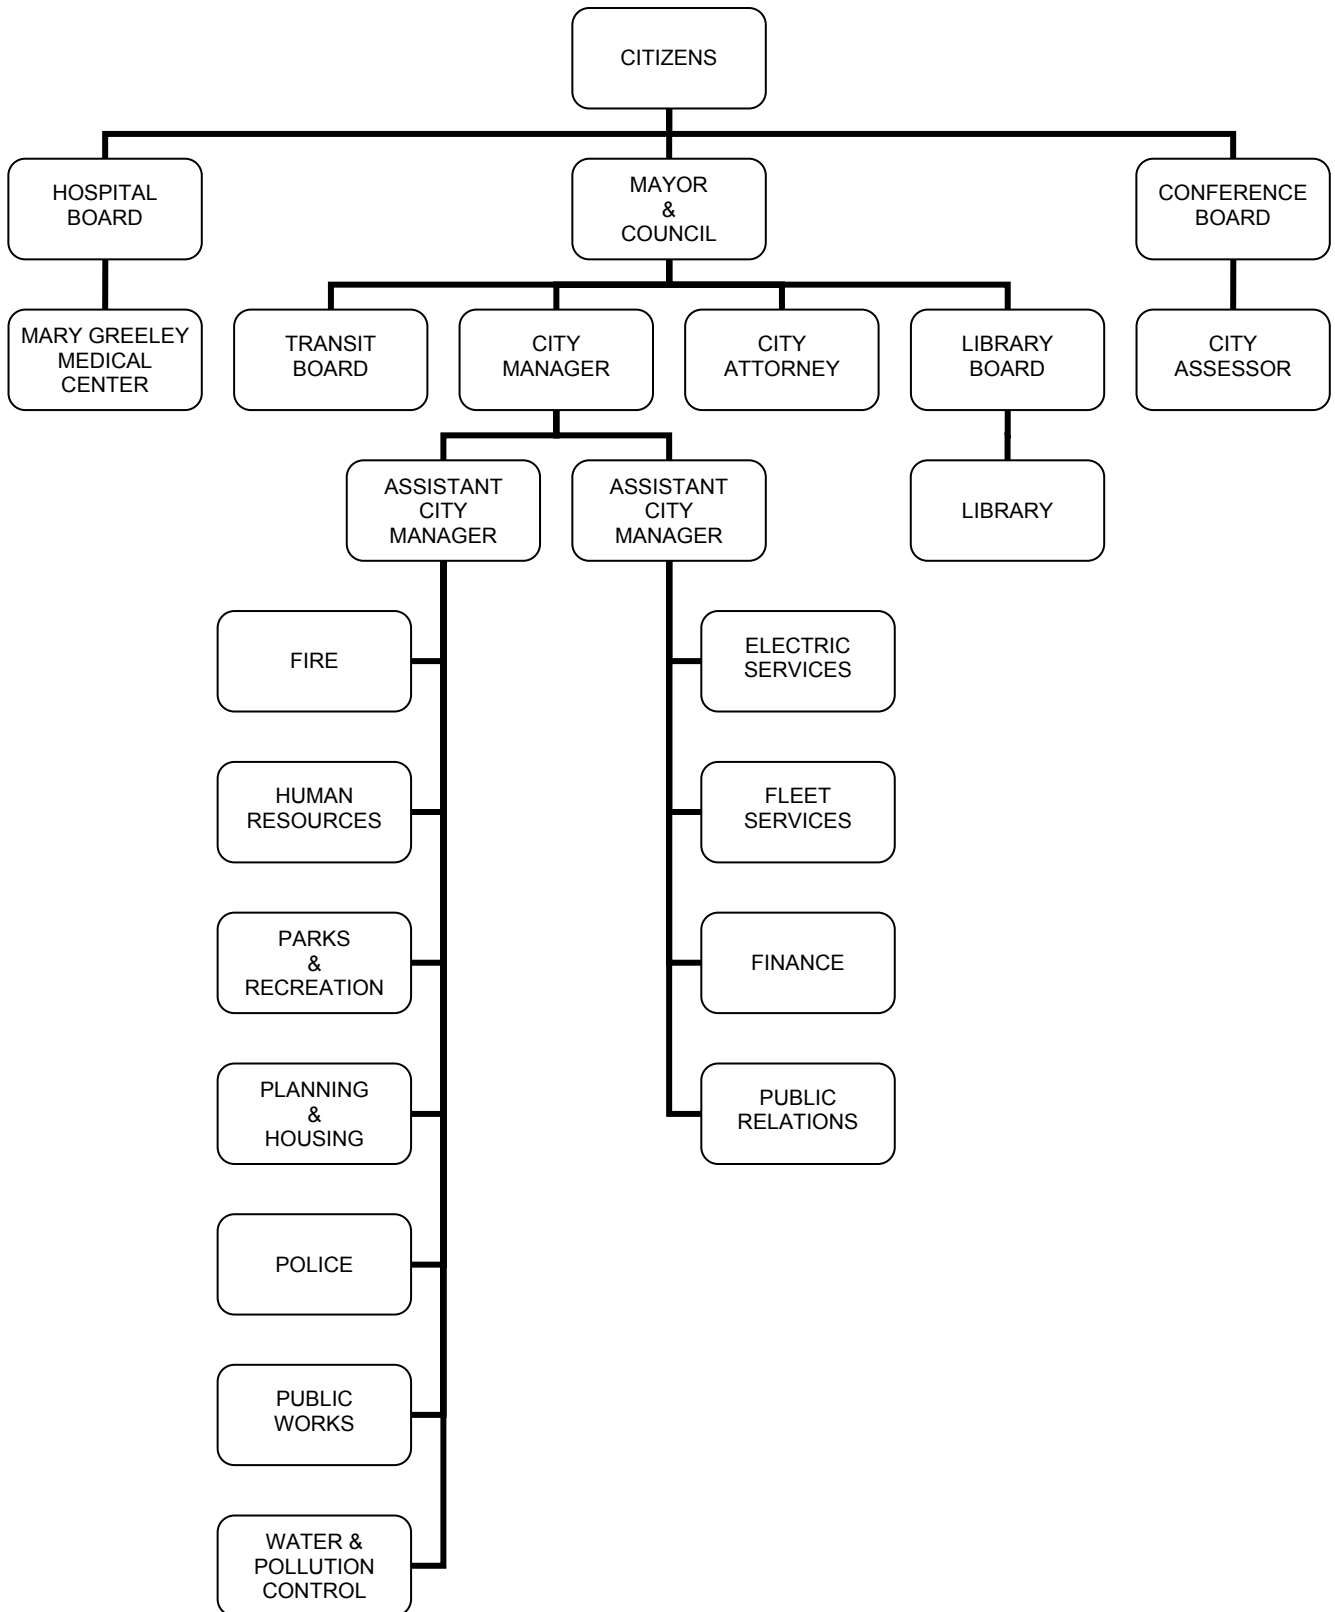 CITIZENS
HOSPITAL
BOARD
MAYOR
&
COUNCIL
CONFERENCE
BOARD
MARY GREELEY
MEDICAL
CENTER
TRANSIT
BOARD
CITY
MANAGER
CITY
ATTORNEY
LIBRARY
BOARD
CITY
ASSESSOR
ASSISTANT
CITY
MANAGER
ASSISTANT
CITY
MANAGER
LIBRARY
FIRE
ELECTRIC
SERVICES
HUMAN
RESOURCES
FLEET
SERVICES
PARKS
&
RECREATION
FINANCE
PLANNING
&
HOUSING
PUBLIC
RELATIONS
POLICE
PUBLIC
WORKS
WATER &
POLLUTION
CONTROL